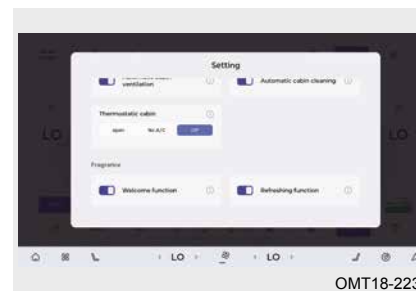 Setting
ventilation
Automatic cabin cleaning
Thermostatic cabin
open No A/C Off
Fragrance
Welcome function
Refreshing function
LO
LO
LO LO
OMT18-223